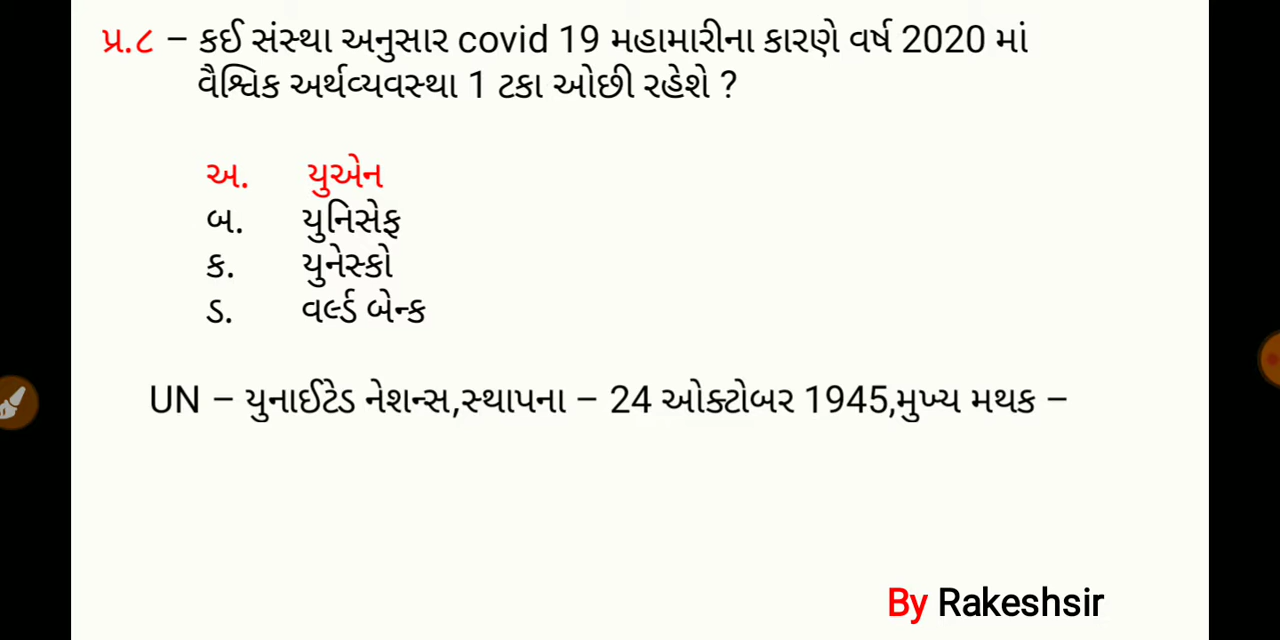 પ્ર.૮ – કઈ સંસ્થા અનુસાર covid 19 મહામારીના કારણે વર્ષ 2020 માં
વૈશ્વિક અર્થવ્યવસ્થા 1 ટકા ઓછી રહેશે ?
અ. યુએન
બ. યુનિસેફ
ક. યુનેસ્કો
ડ. વર્લ્ડ બેન્ક
UN – યુનાઈટેડ નેશન્સ,સ્થાપના – 24 ઓક્ટોબર 1945,મુખ્ય મથક –
By Rakeshsir